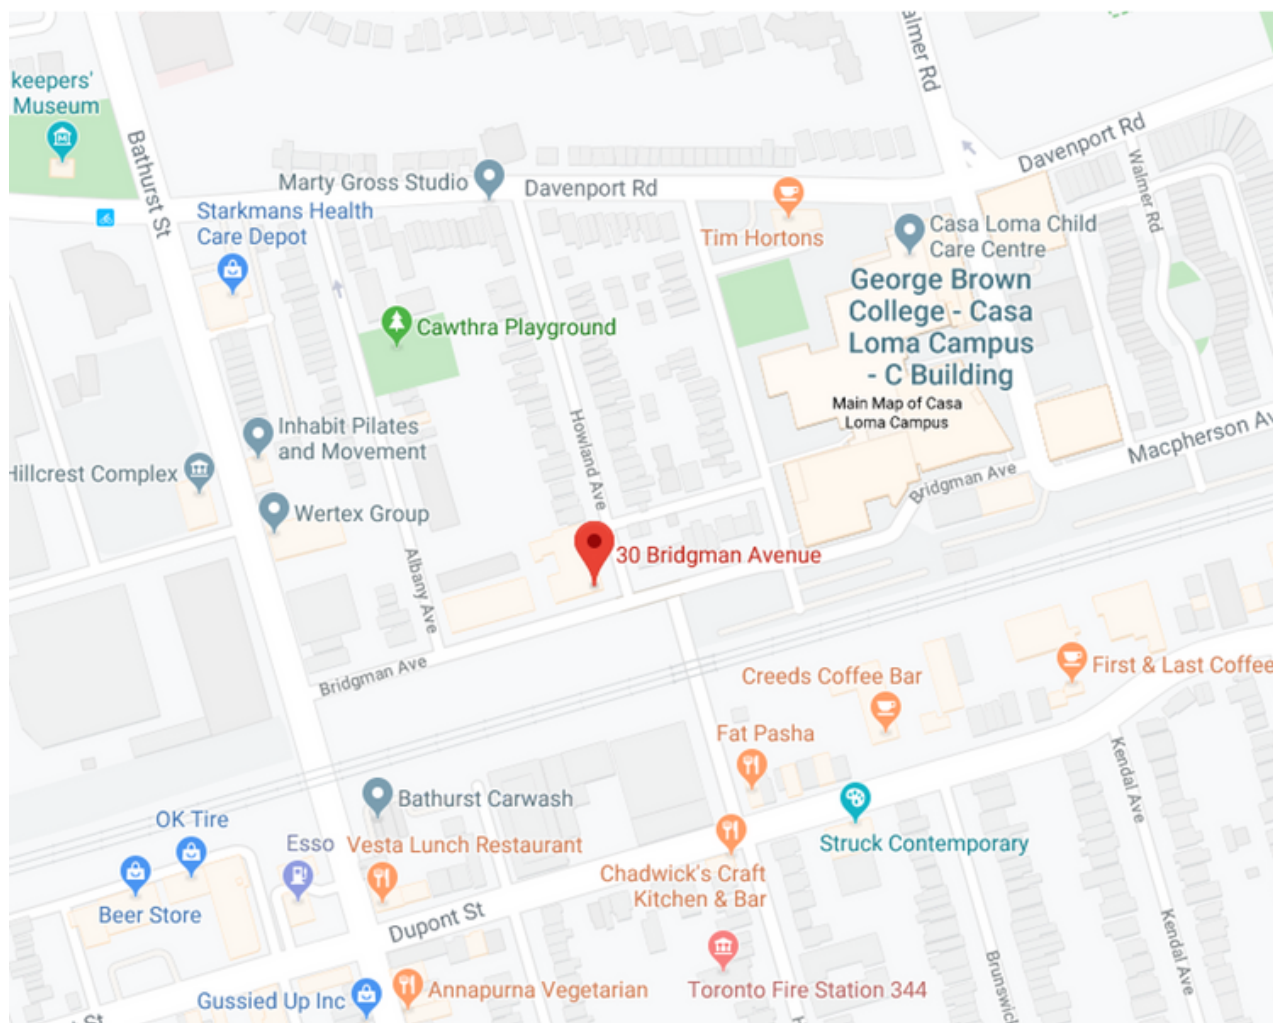 keepers'
Museum
Bathurst St
Marty Gross Studio
Davenport Rd
Walmer Rd
Davenport Rd
Walmer Rd
Starkmans Health
Care Depot
Tim Hortons
Casa Loma Child
Care Centre
George Brown
College - Casa
Loma Campus
- C Building
Main Map of Casa
Loma Campus
Cawthra Playground
Inhabit Pilates
and Movement
Howland Ave
Hillcrest Complex
Macpherson Av
Bridgman Ave
Wertex Group
30 Bridgman Avenue
Albany Ave
Bridgman Ave
Creeds Coffee Bar
First & Last Coffee
Fat Pasha
Kendal Ave
Bathurst Carwash
OK Tire
Esso
Vesta Lunch Restaurant
Struck Contemporary
Chadwick's Craft
Kitchen & Bar
Beer Store
Dupont St
Kendal Ave
Brunswick
Gussied Up Inc
Annapurna Vegetarian
Toronto Fire Station 344
St